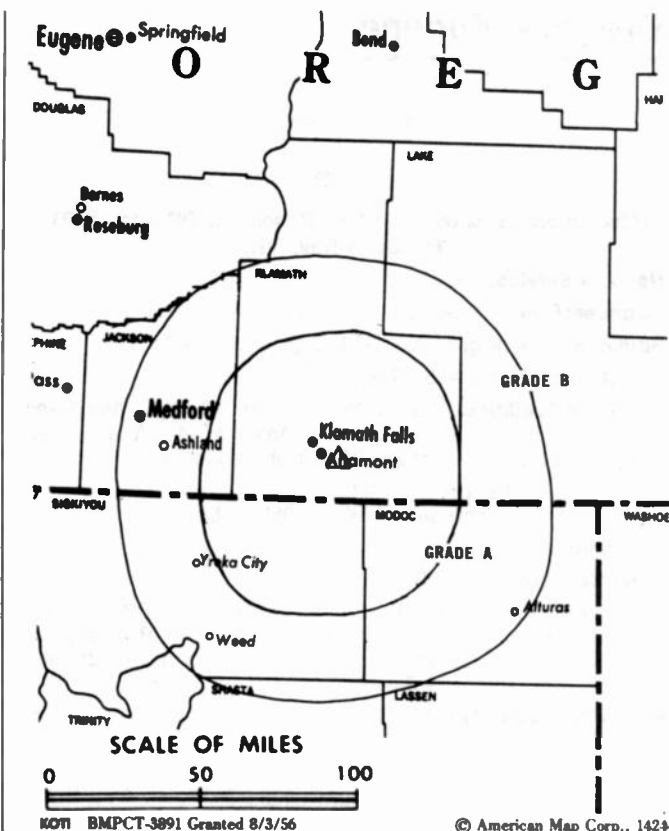 Eugene Springfield
Bend
O R E G
DOUGLAS
LAKE
Barnes
Roseburg
KLAMATH
JACKSON
GRADE B
Medford
Klamath Falls
Ashland
Altamont
SISKIYOU
MODOC
WASHOE
GRADE A
Yreka City
Alturas
Weed
SHASTA
LASSEN
TRINITY
SCALE OF MILES
0 50 100
KOTI BMPCT-3891 Granted 8/3/56
© American Map Corp.,